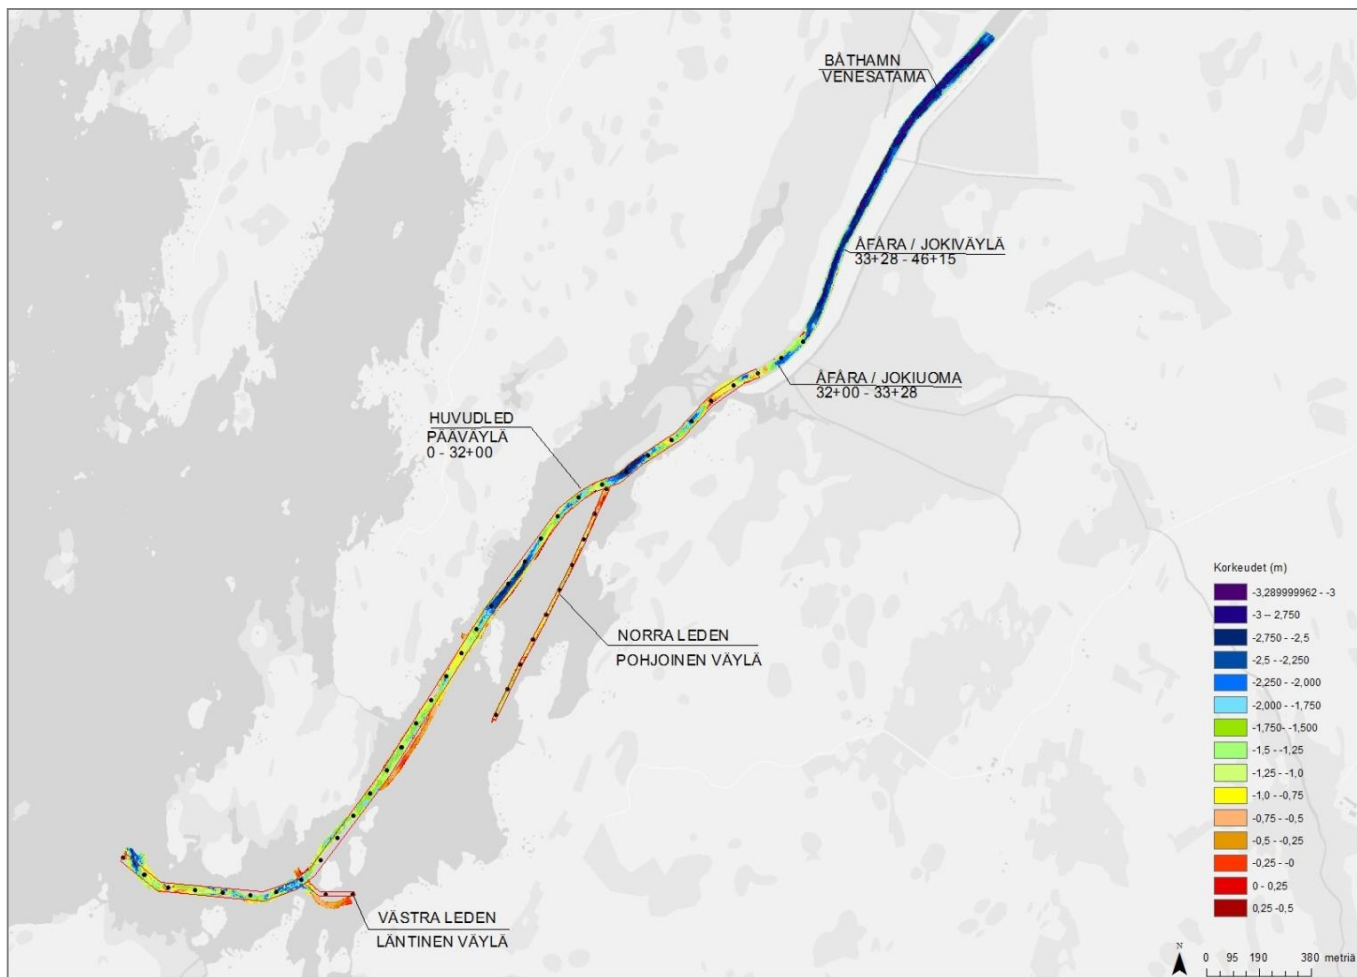 BÅTHAMN
VENESATAMA
ÅFÅRA / JOKIVÄYLÄ
33+28 - 46+15
ÅFÅRA / JOKIUOMA
32+00 - 33+28
HUVUDLED
PÄÄVÄYLÄ
0 - 32+00
NORRA LEDEN
POHJOINEN VÄYLÄ
VÄSTRA LEDEN
LÄNTINEN VÄYLÄ
Korkeudet (m)
-3,289999962 - -3
-3 -- 2,750
-2,750 - -2,5
-2,5 - -2,250
-2,250 - -2,000
-2,000 - -1,750
-1,750- -1,500
-1,5 - -1,25
-1,25 - -1,0
-1,0 - -0,75
-0,75 - -0,5
-0,5 - -0,25
-0,25 - -0
0 - 0,25
0,25 -0,5
N
0 95 190 380 metriä